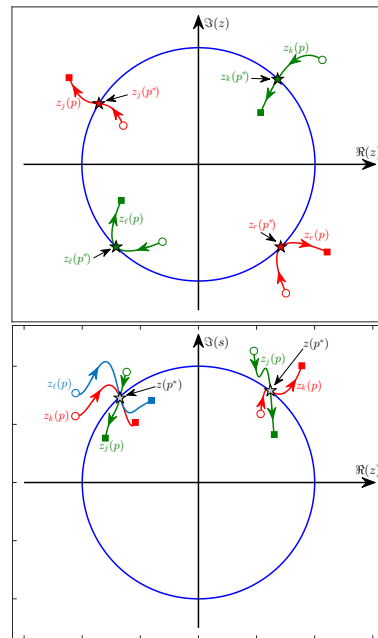 ℑ(z)
z_k(p)
z_k(p*)
z_j(p)
z_j(p*)
ℜ(z)
z_ℓ(p)
z_ℓ(p*)
z_r(p*)
z_r(p)
ℑ(s)
z(p*)
z(p*)
z_j(p)
z_ℓ(p)
z_k(p)
z_k(p)
z_j(p)
ℜ(z)